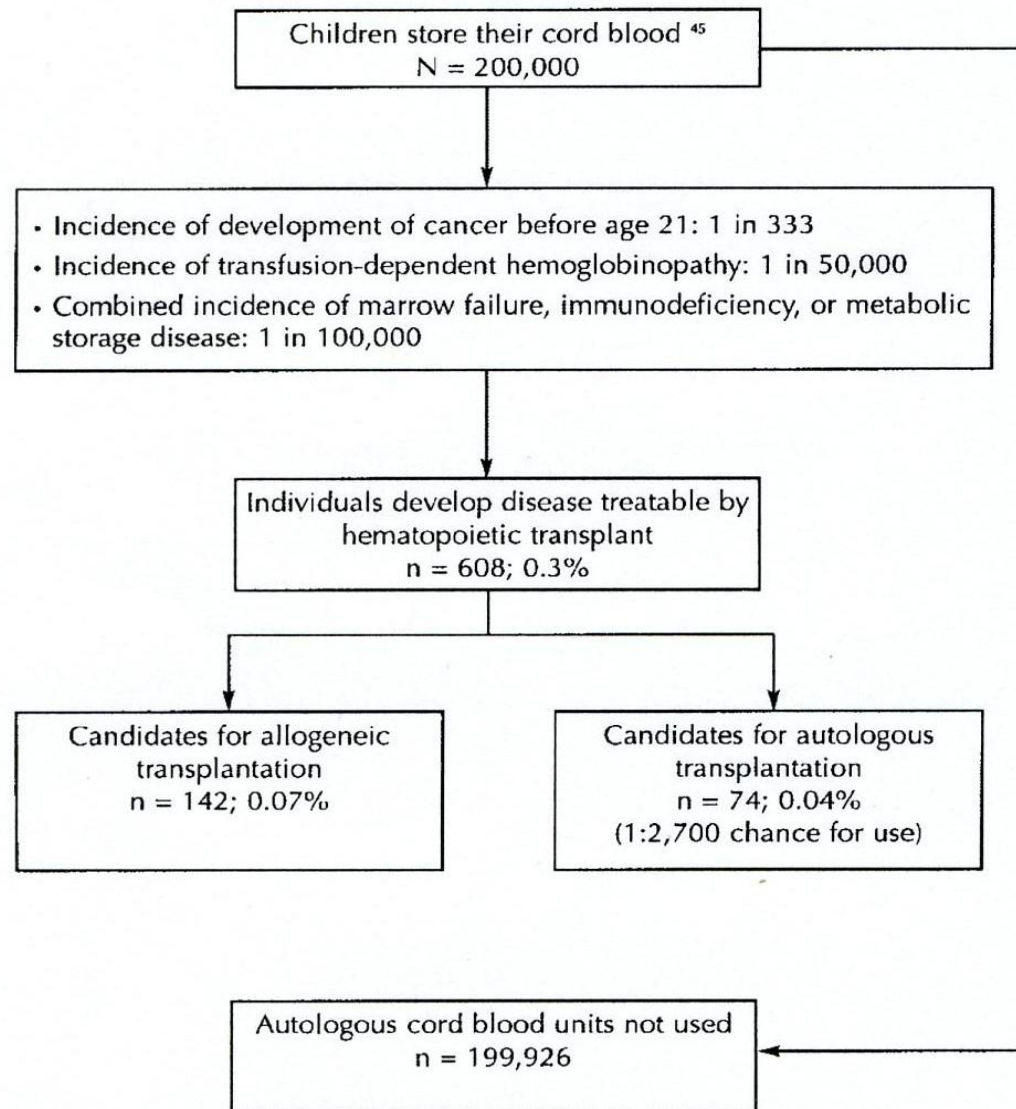 Children store their cord blood 45
N = 200,000
• Incidence of development of cancer before age 21: 1 in 333
• Incidence of transfusion-dependent hemoglobinopathy: 1 in 50,000
• Combined incidence of marrow failure, immunodeficiency, or metabolic
storage disease: 1 in 100,000
Individuals develop disease treatable by
hematopoietic transplant
n = 608; 0.3%
Candidates for allogeneic
transplantation
n = 142; 0.07%
Candidates for autologous
transplantation
n = 74; 0.04%
(1:2,700 chance for use)
Autologous cord blood units not used
n = 199,926